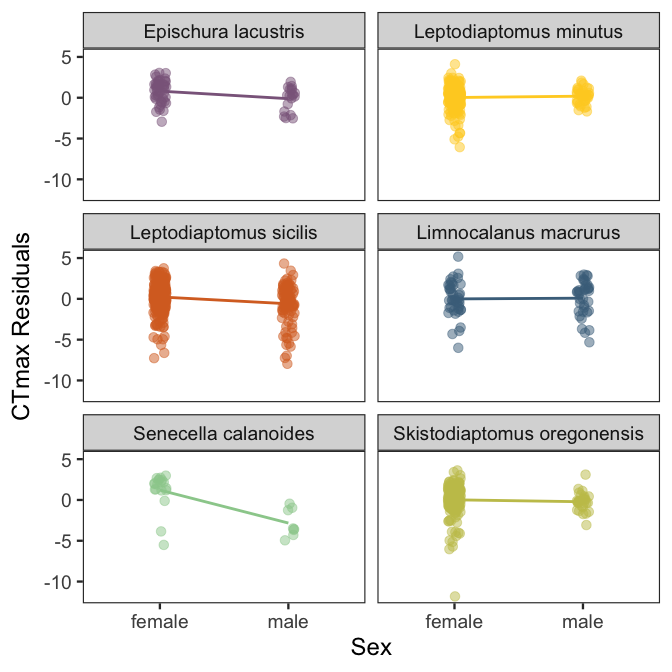 Epischura lacustris
Leptodiaptomus minutus
5
0
-5
-10
Leptodiaptomus sicilis
Limnocalanus macrurus
5
0
-5
-10
CTmax Residuals
Senecella calanoides
Skistodiaptomus oregonensis
5
0
-5
-10
female
male
female
male
Sex